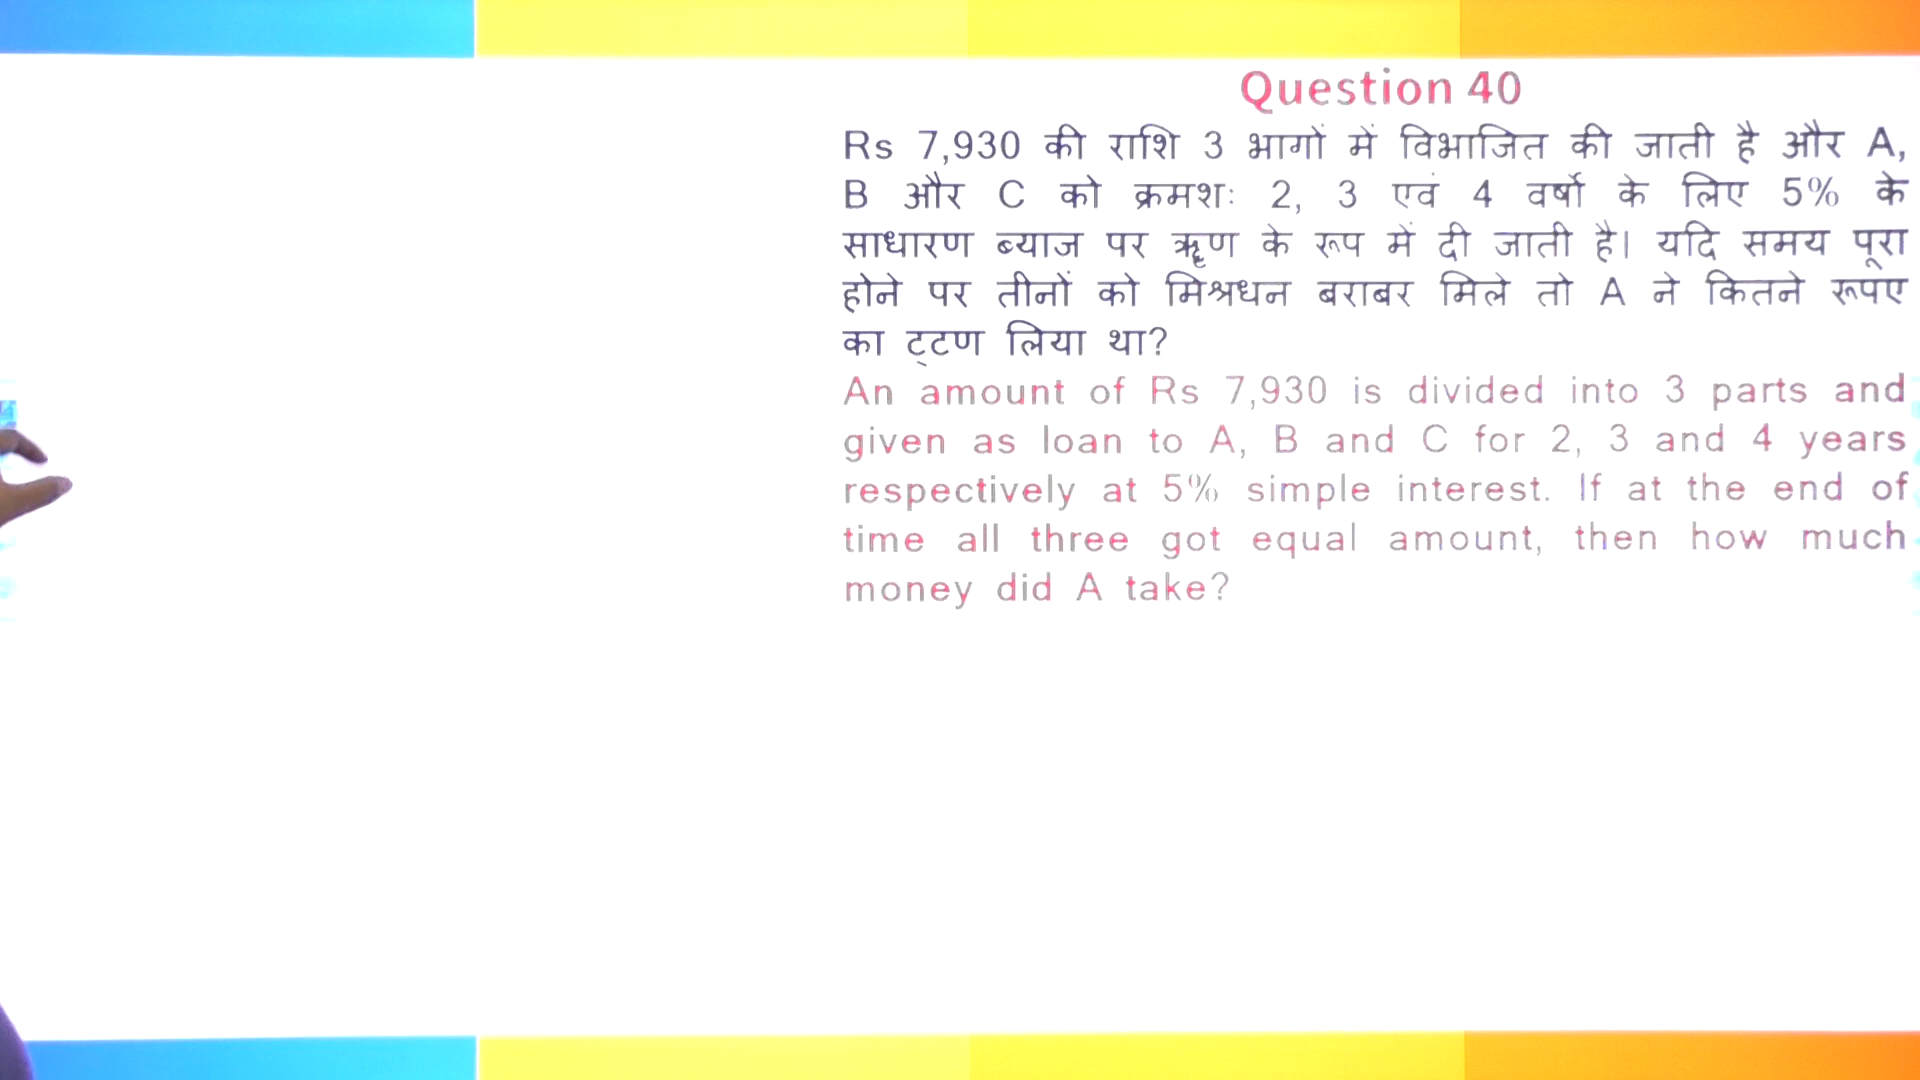 Question 40
Rs 7,930 की राशि 3 भागों में विभाजित की जाती है और A,
B और C को क्रमशः 2, 3 एवं 4 वर्षो के लिए 5% के
साधारण ब्याज पर ॠण के रूप में दी जाती है। यदि समय पूरा
होने पर तीनों को मिश्रधन बराबर मिले तो A ने कितने रूपए
का ट्टण लिया था?
An amount of Rs 7,930 is divided into 3 parts and
given as loan to A, B and C for 2, 3 and 4 years
respectively at 5% simple interest. If at the end of
time all three got equal amount, then how much
money did A take?